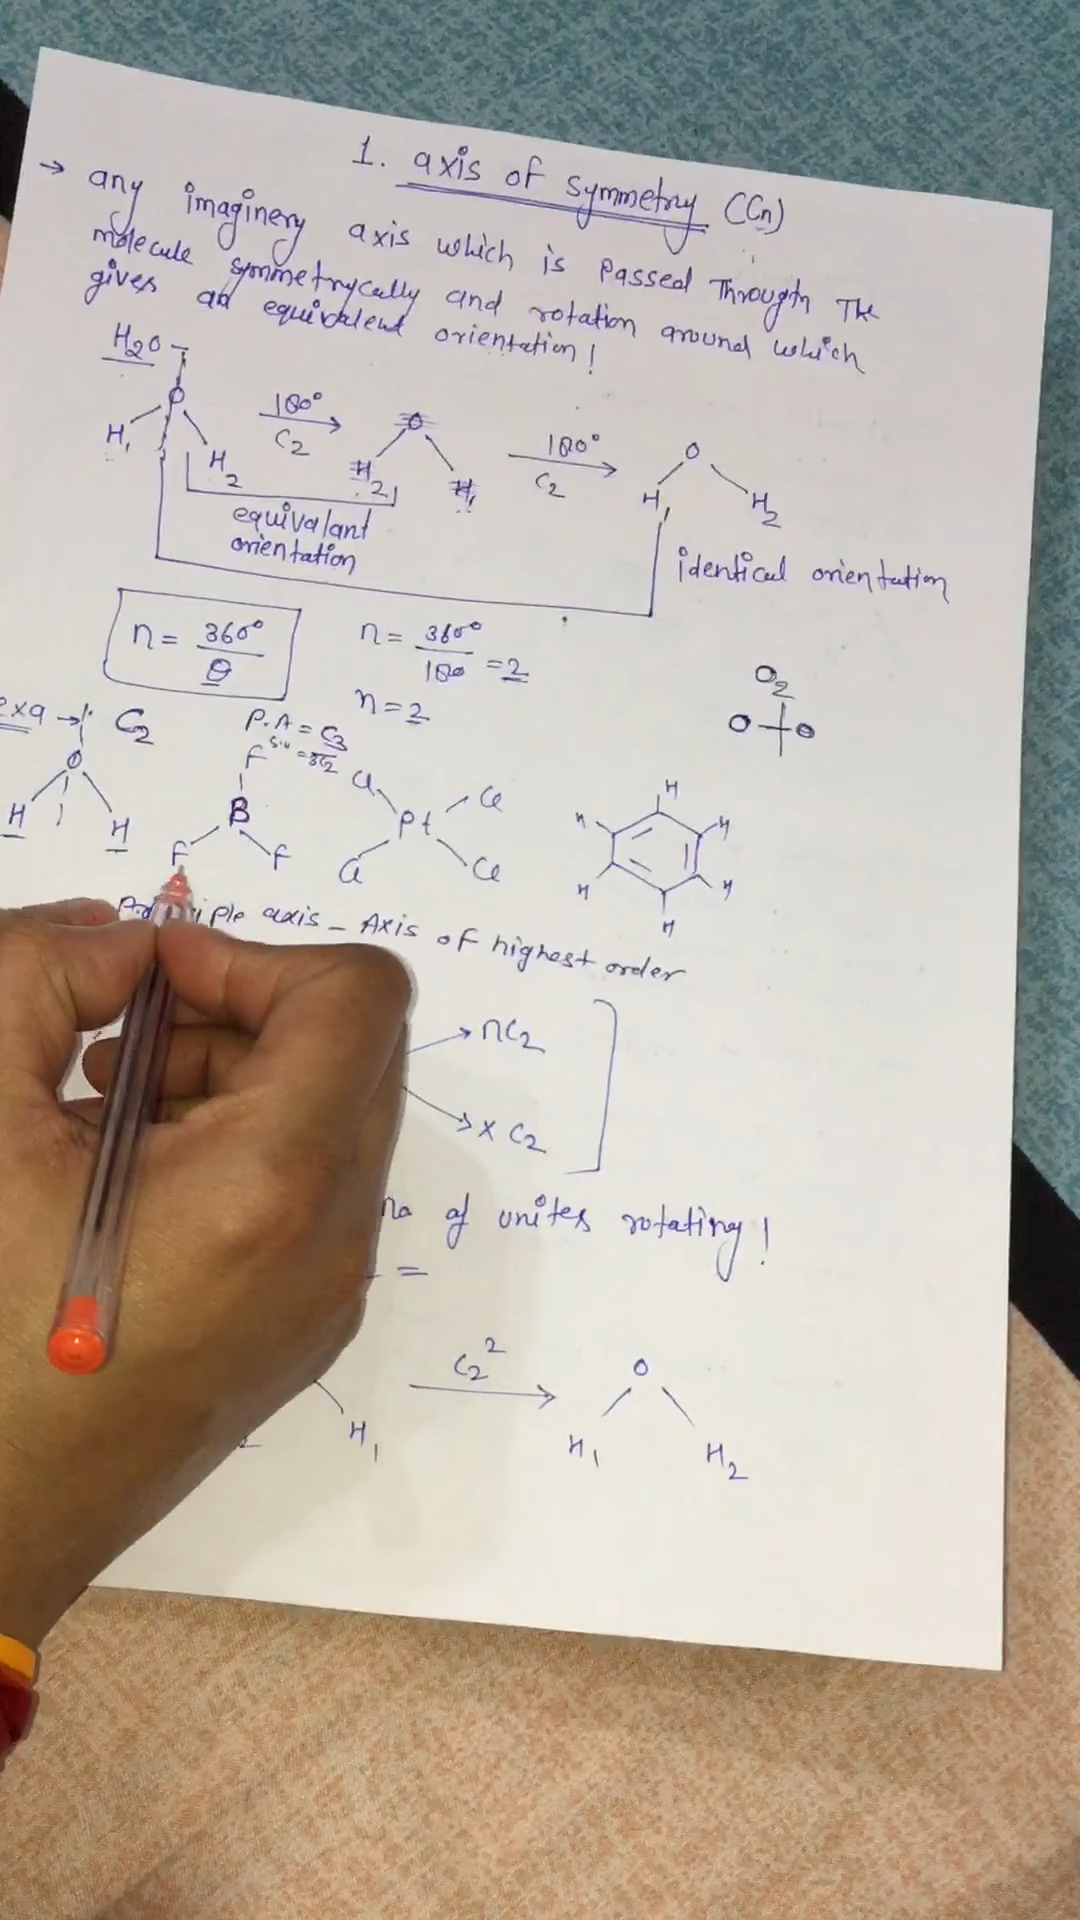 1. axis of symmetry (Cn)
→ any imaginery axis which is passed Through The
molecule symmetrycally and rotation around which
gives an equivalent orientation!
H2O
O
H1 H2
180°
C2
O
H2 H1
180°
C2
O
H1 H2
equivalant
orientation
identical orientation
n = 360°/θ
n = 360°/180 = 2
n = 2
O2
O O
exa → C2
O
H H
P.A = C3
F
B
F F
Cl Cl
Pt
Cl Cl
H
H H
H H
H
iple axis - Axis of highest order
→ nC2
→ x C2
no of unites rotating!
=
H1
C2^2
O
H1 H2